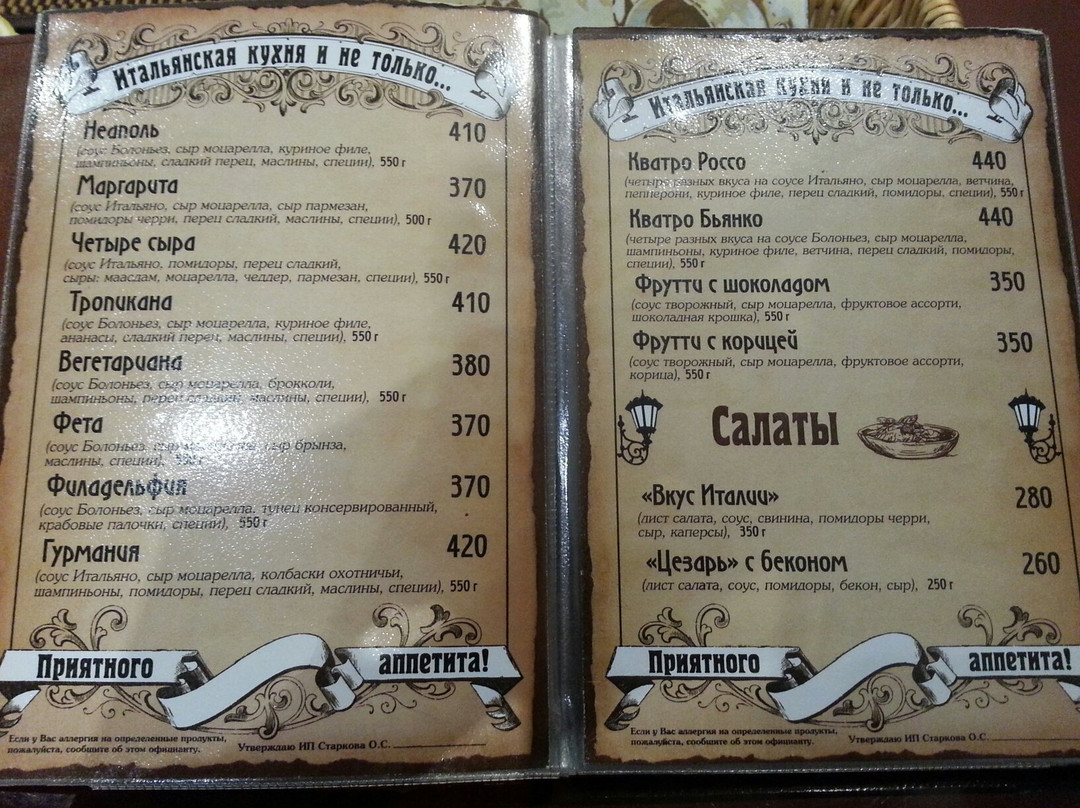 Итальянская кухня и не только...
Неаполь 410
(соус Болоньез, сыр моцарелла, куриное филе,
шампиньоны, сладкий перец, маслины, специи), 550 г
Маргарита 370
(соус Итальяно, сыр моцарелла, сыр пармезан,
помидоры черри, перец сладкий, маслины, специи), 500 г
Четыре сыра 420
(соус Итальяно, помидоры, перец сладкий,
сыры: маасдам, моцарелла, чеддер, пармезан, специи), 550 г
Тропикана 410
(соус Болоньез, сыр моцарелла, куриное филе,
ананасы, сладкий перец, маслины, специи), 550 г
Вегетариана 380
(соус Болоньез, сыр моцарелла, брокколи,
шампиньоны, перец сладкий, маслины, специи), 550 г
Фета 370
(соус Болоньез, сыр брынза,
маслины, специи),
Филадельфия 370
(соус Болоньез, сыр моцарелла, тунец консервированный,
крабовые палочки, специи), 550 г
Гурмания 420
(соус Итальяно, сыр моцарелла, колбаски охотничьи,
шампиньоны, помидоры, перец сладкий, маслины, специи), 550 г
Приятного аппетита!
Если у Вас аллергия на определенные продукты,
пожалуйста, сообщите об этом официанту. Утверждаю ИП Старкова О.С.
Итальянская кухня и не только...
Кватро Россо 440
(четыре разных вкуса на соусе Итальяно, сыр моцарелла, ветчина,
пепперони, куриное филе, перец сладкий, помидоры, специи), 550 г
Кватро Бьянко 440
(четыре разных вкуса на соусе Болоньез, сыр моцарелла,
шампиньоны, куриное филе, ветчина, перец сладкий, помидоры,
специи), 550 г
Фрутти с шоколадом 350
(соус творожный, сыр моцарелла, фруктовое ассорти,
шоколадная крошка), 550 г
Фрутти с корицей 350
(соус творожный, сыр моцарелла, фруктовое ассорти,
корица), 550 г
Салаты
«Вкус Италии» 280
(лист салата, соус, свинина, помидоры черри,
сыр, каперсы), 350 г
«Цезарь» с беконом 260
(лист салата, соус, помидоры, бекон, сыр), 250 г
Приятного аппетита!
Если у Вас аллергия на определенные продукты,
пожалуйста, сообщите об этом официанту. Утверждаю ИП Старкова О.С.